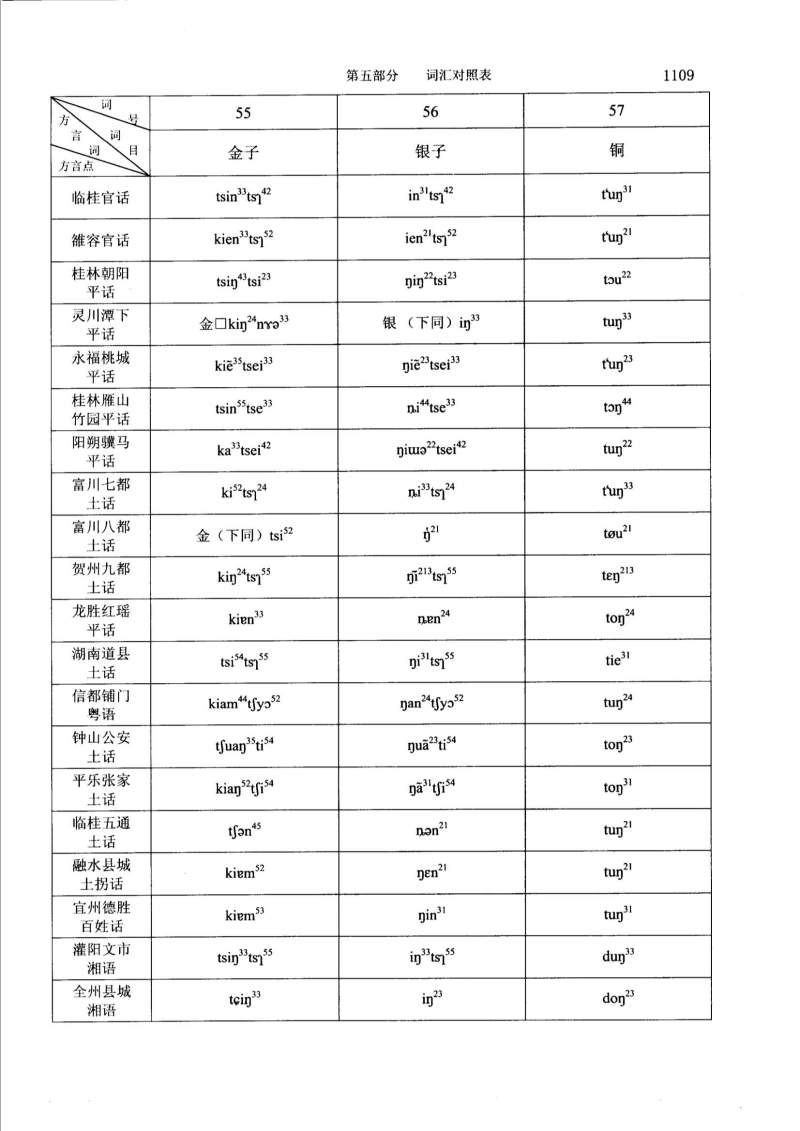 第五部分 词汇对照表 1109
词号 55 56 57
方言词目 金子 银子 铜
方言点
临桂官话 tsin³³tsɿ⁴² in³¹tsɿ⁴² tʻuŋ³¹
雒容官话 kien³³tsɿ⁵² ien²¹tsɿ⁵² tʻuŋ²¹
桂林朝阳
平话 tsiŋ⁴³tsi²³ ŋiŋ²²tsi²³ tɔu²²
灵川潭下
平话 金□kiŋ²⁴nɤə³³ 银（下同）iŋ³³ tuŋ³³
永福桃城
平话 kiẽ³⁵tsei³³ ŋiẽ²³tsei³³ tʻuŋ²³
桂林雁山
竹园平话 tsin⁵⁵tse³³ ȵi⁴⁴tse³³ tɔŋ⁴⁴
阳朔骥马
平话 ka³³tsei⁴² ŋiɯə²²tsei⁴² tuŋ²²
富川七都
土话 ki⁵²tsɿ²⁴ ȵi³³tsɿ²⁴ tʻuŋ³³
富川八都
土话 金（下同）tsi⁵² ŋ̍²¹ tøu²¹
贺州九都
土话 kiŋ²⁴tsɿ⁵⁵ ŋĩ²¹³tsɿ⁵⁵ tɛŋ²¹³
龙胜红瑶
平话 kiɐn³³ ȵɐn²⁴ toŋ²⁴
湖南道县
土话 tsi⁵⁴tsɿ⁵⁵ ŋi³¹tsɿ⁵⁵ tie³¹
信都铺门
粤语 kiam⁴⁴tʃyɔ⁵² ŋan²⁴tʃyɔ⁵² tuŋ²⁴
钟山公安
土话 tʃuaŋ³⁵ti⁵⁴ ŋuã²³ti⁵⁴ toŋ²³
平乐张家
土话 kiaŋ⁵²tʃi⁵⁴ ŋã³¹tʃi⁵⁴ toŋ³¹
临桂五通
土话 tʃən⁴⁵ ȵən²¹ tuŋ²¹
融水县城
土拐话 kiɐm⁵² ŋɛn²¹ tuŋ²¹
宜州德胜
百姓话 kiɐm⁵³ ŋin³¹ tuŋ³¹
灌阳文市
湘语 tsiŋ³³tsɿ⁵⁵ iŋ³³tsɿ⁵⁵ duŋ³³
全州县城
湘语 tɕiŋ³³ iŋ²³ doŋ²³